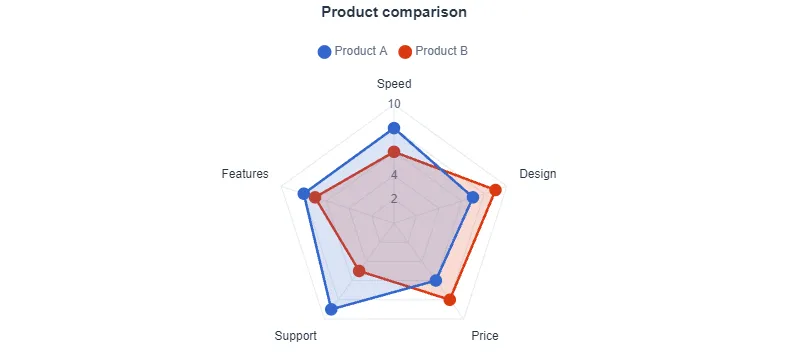 Product comparison
Product A Product B
Speed
10
Features 4 Design
2
Support Price